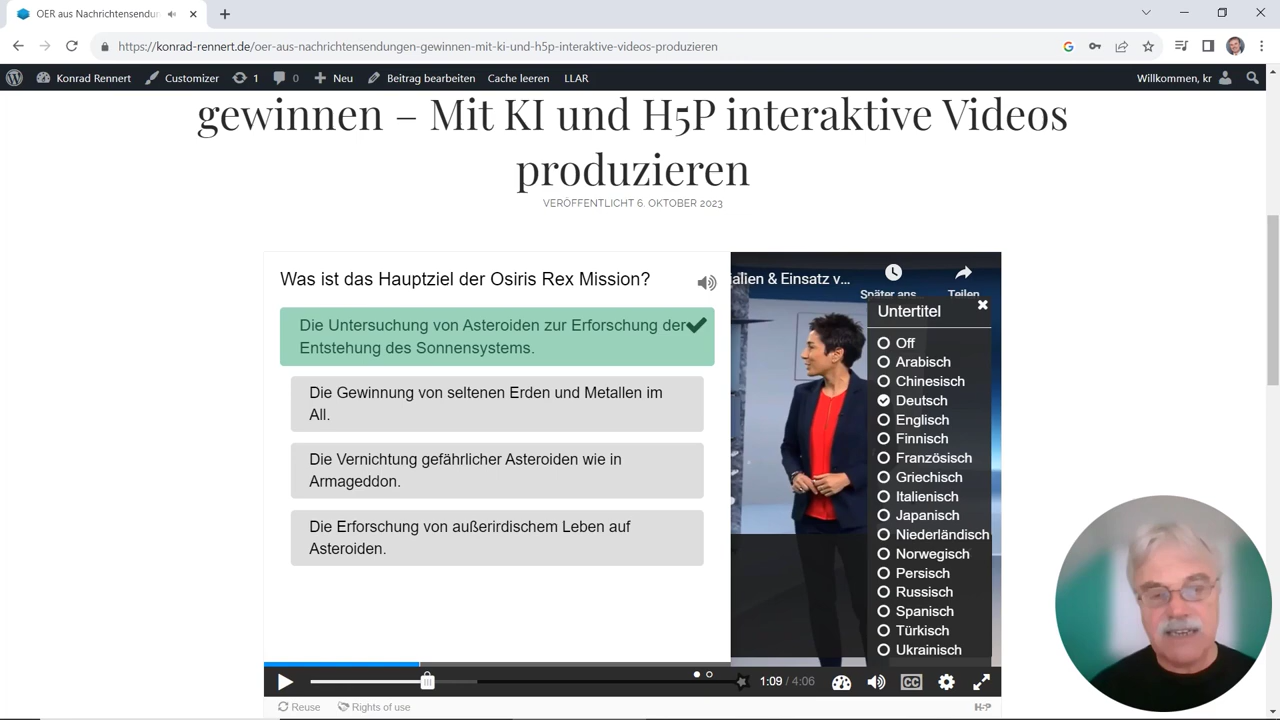 OER aus Nachrichtensendun
https://konrad-rennert.de/oer-aus-nachrichtensendungen-gewinnen-mit-ki-und-h5p-interaktive-videos-produzieren
Konrad Rennert Customizer 1 0 Neu Beitrag bearbeiten Cache leeren LLAR Willkommen, kr
gewinnen – Mit KI und H5P interaktive Videos
produzieren
VERÖFFENTLICHT 6. OKTOBER 2023
Was ist das Hauptziel der Osiris Rex Mission?
Die Untersuchung von Asteroiden zur Erforschung der
Entstehung des Sonnensystems.
Die Gewinnung von seltenen Erden und Metallen im
All.
Die Vernichtung gefährlicher Asteroiden wie in
Armageddon.
Die Erforschung von außerirdischem Leben auf
Asteroiden.
ialien & Einsatz v...
Später ans
Teilen
Untertitel
Off
Arabisch
Chinesisch
Deutsch
Englisch
Finnisch
Französisch
Griechisch
Italienisch
Japanisch
Niederländisch
Norwegisch
Persisch
Russisch
Spanisch
Türkisch
Ukrainisch
1:09 / 4:06 CC
Reuse Rights of use H5P